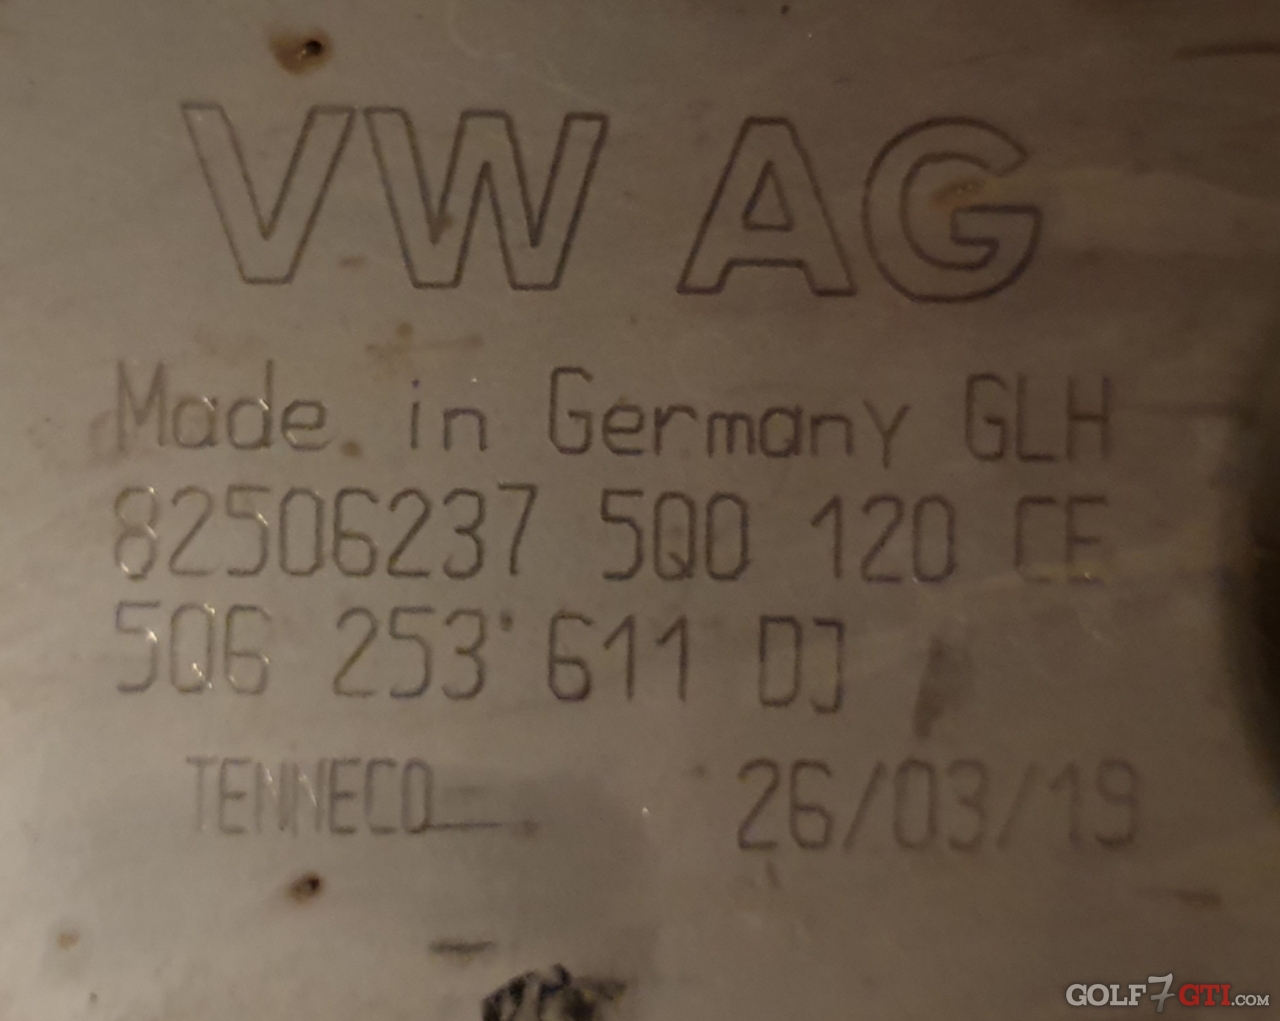 VW AG
Made in Germany GLH
82506237 5Q0 120 CE
5Q6 253 611 DJ
TENNECO 26/03/19
GOLF7GTI.COM